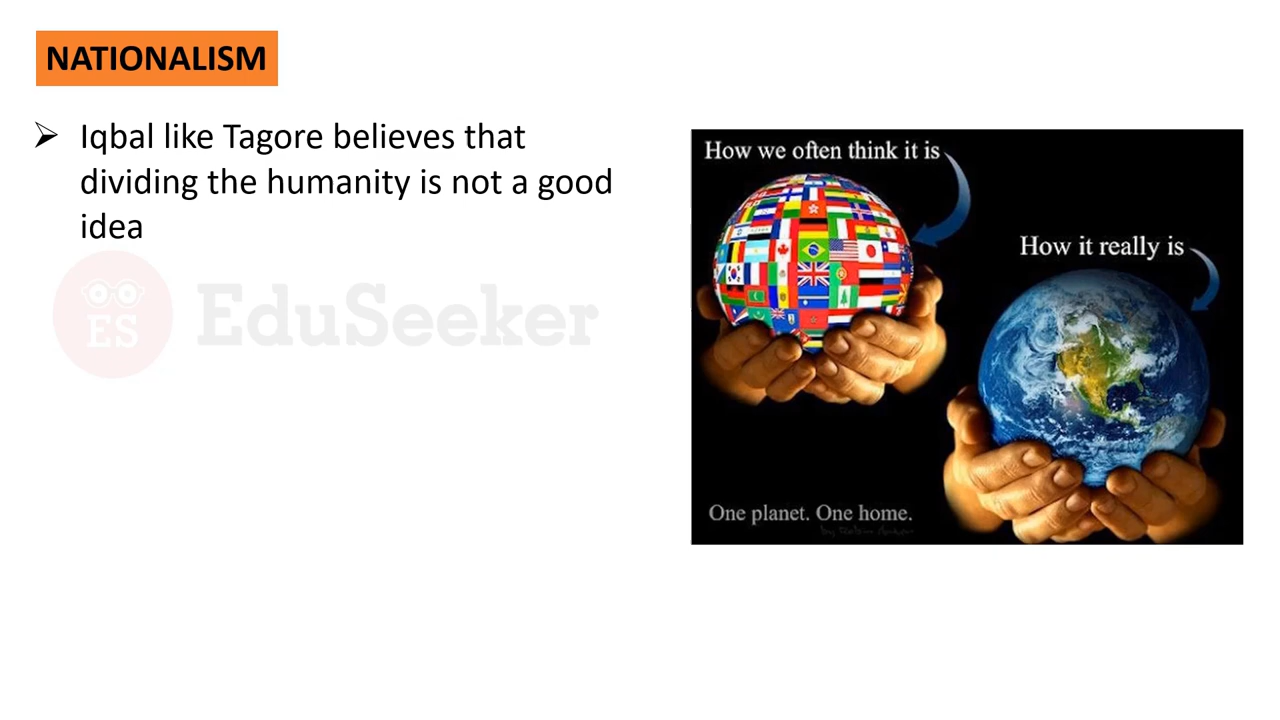 NATIONALISM
➢ Iqbal like Tagore believes that
dividing the humanity is not a good
idea
ES EduSeeker
How we often think it is
How it really is
One planet. One home.